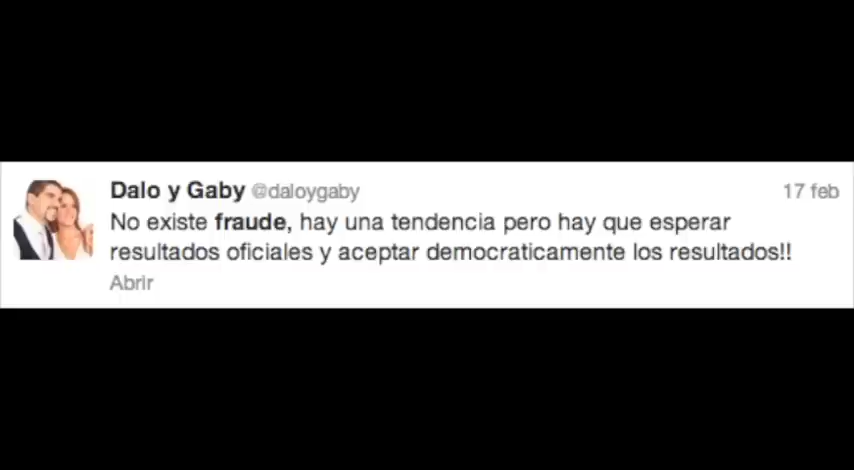 Dalo y Gaby @daloygaby 17 feb
No existe fraude, hay una tendencia pero hay que esperar
resultados oficiales y aceptar democraticamente los resultados!!
Abrir